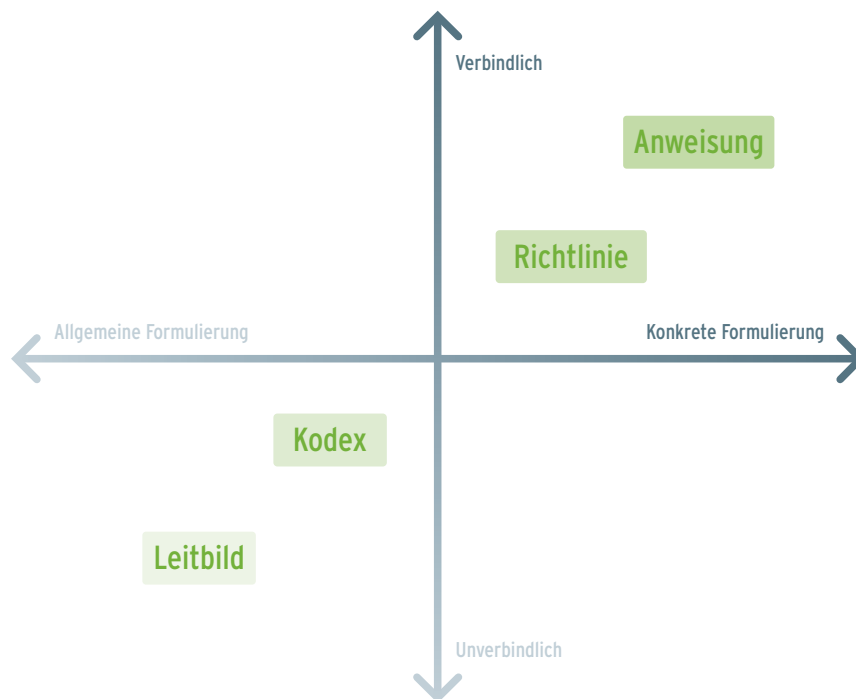 Verbindlich
Anweisung
Richtlinie
Allgemeine Formulierung
Konkrete Formulierung
Kodex
Leitbild
Unverbindlich